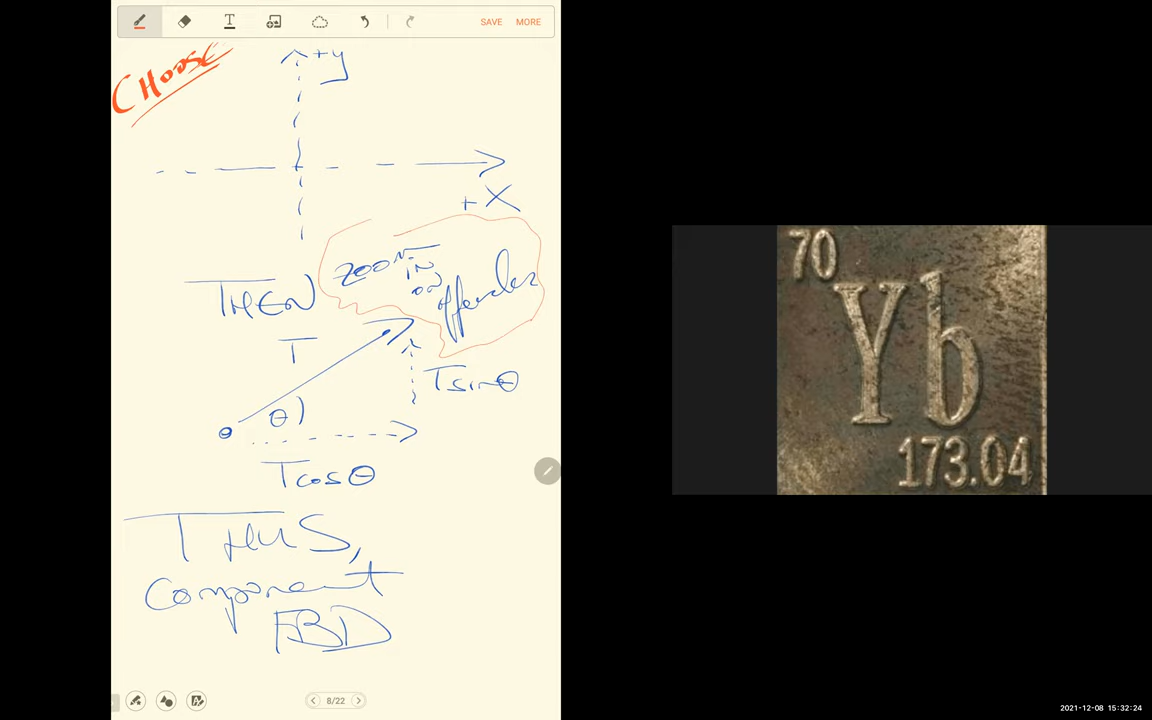 SAVE MORE
CHOOSE
+y
+X
ZOOM
IN
ON
offender
THEN
T
Tsinθ
θ
Tcosθ
THUS,
Component
FBD
8/22
70
Yb
173.04
2021-12-08 15:32:24